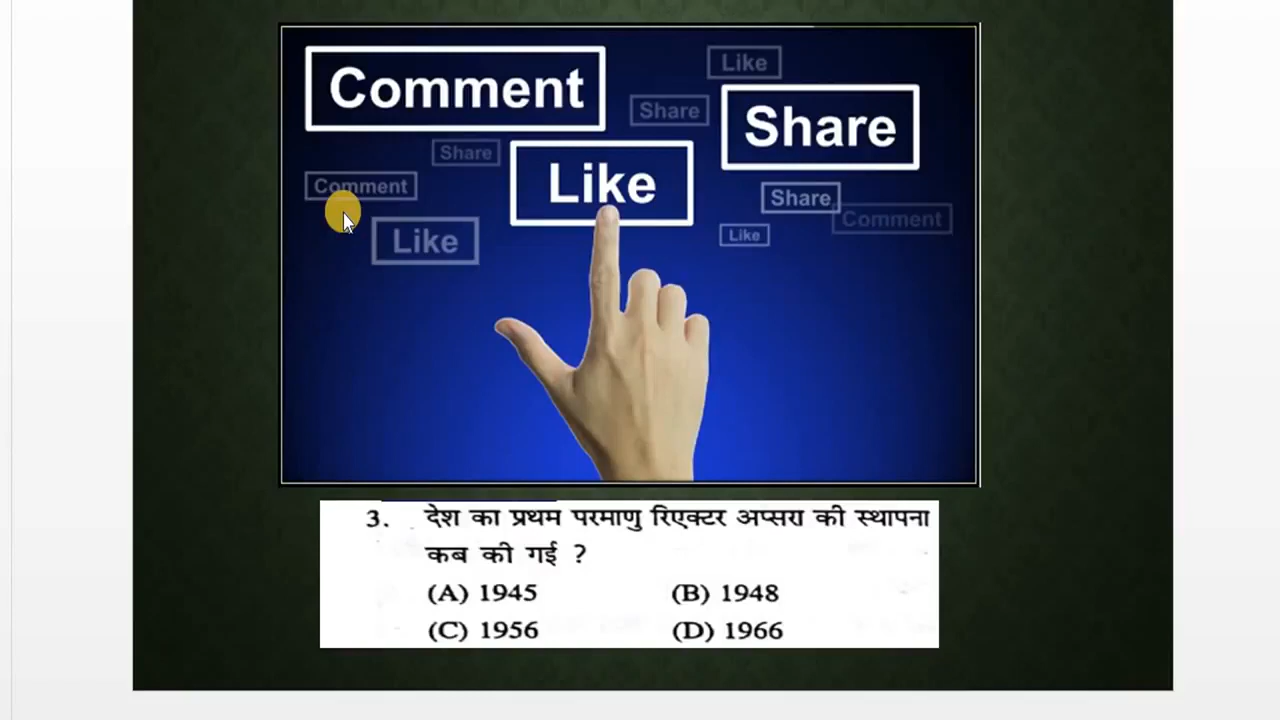 Comment
Like
Share
Share
Share
Like
Comment
Share
Comment
Like
Like
3. देश का प्रथम परमाणु रिएक्टर अप्सरा की स्थापना
कब की गई ?
(A) 1945 (B) 1948
(C) 1956 (D) 1966